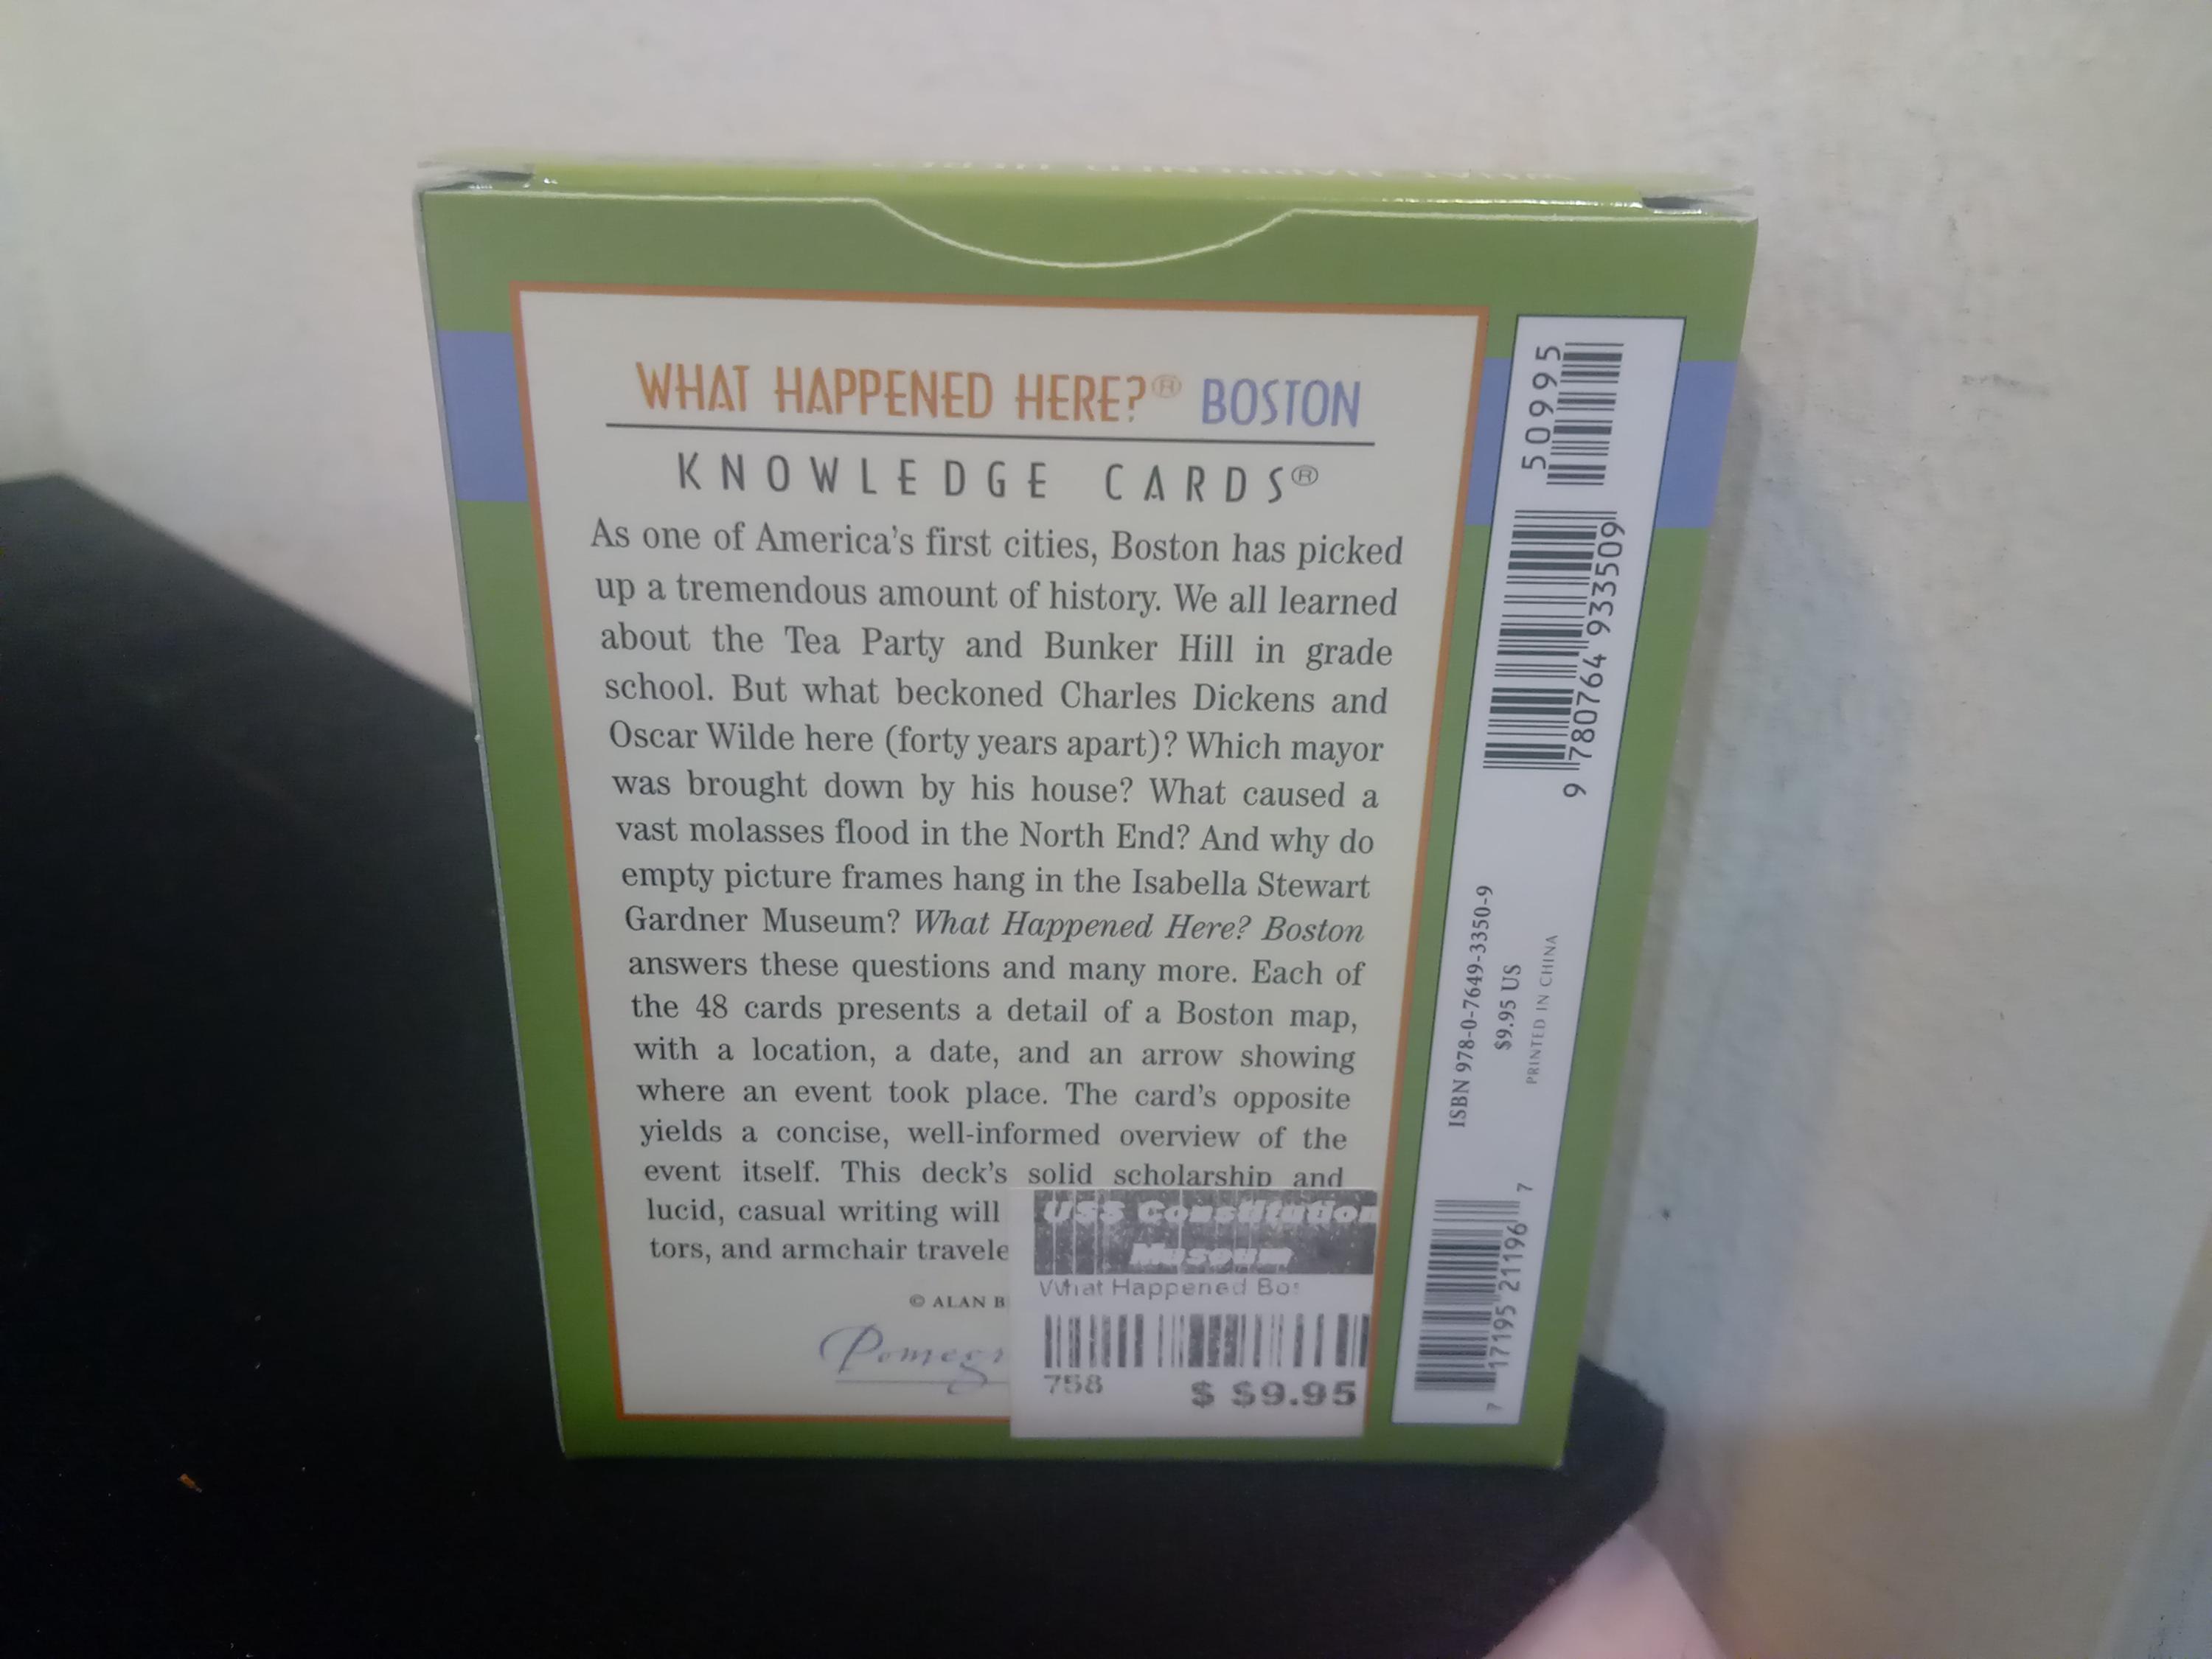 WHAT HAPPENED HERE?® BOSTON
KNOWLEDGE CARDS®
As one of America's first cities, Boston has picked
up a tremendous amount of history. We all learned
about the Tea Party and Bunker Hill in grade
school. But what beckoned Charles Dickens and
Oscar Wilde here (forty years apart)? Which mayor
was brought down by his house? What caused a
vast molasses flood in the North End? And why do
empty picture frames hang in the Isabella Stewart
Gardner Museum? What Happened Here? Boston
answers these questions and many more. Each of
the 48 cards presents a detail of a Boston map,
with a location, a date, and an arrow showing
where an event took place. The card's opposite
yields a concise, well-informed overview of the
event itself. This deck's solid scholarship and
lucid, casual writing will
tors, and armchair travele
© ALAN B
Pomegr
USS Constitution
Museum
What Happened Bos
758
$ $9.95
50995
9 780764 933509
ISBN 978-0-7649-3350-9
$9.95 US
PRINTED IN CHINA
7 17195 21196 7